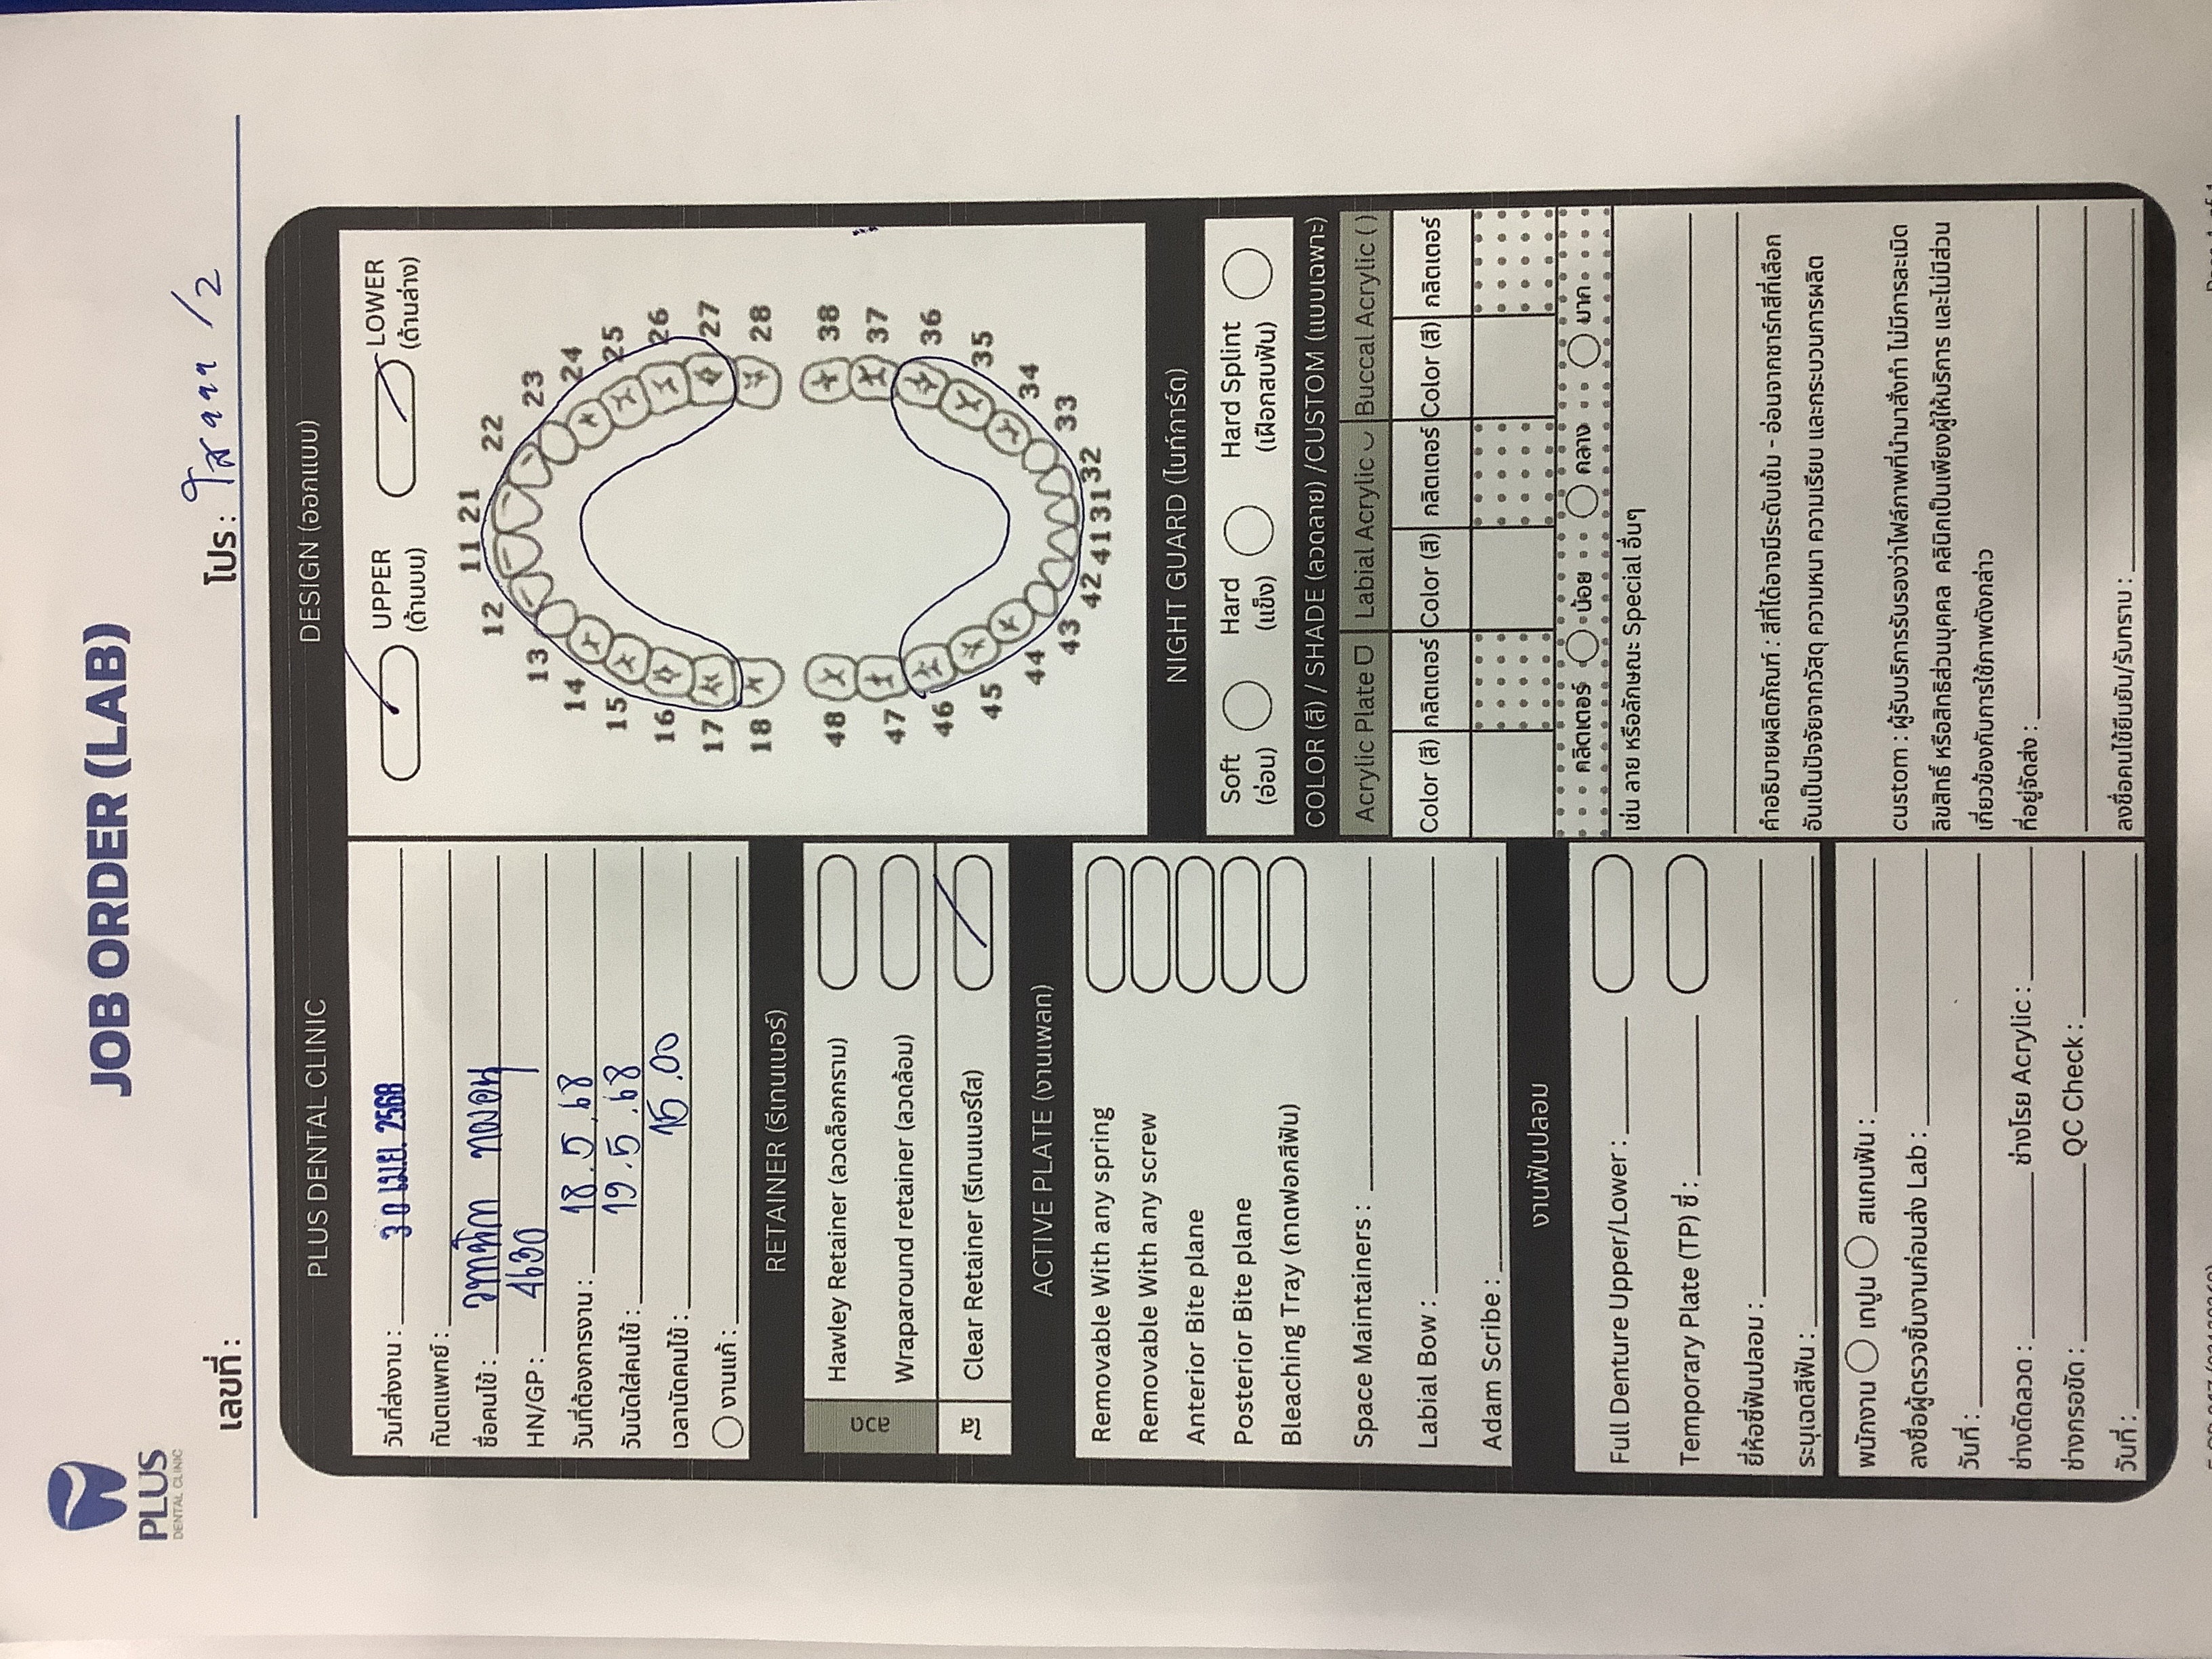 PLUS
DENTAL CLINIC
JOB ORDER (LAB)
เลขที่ :
โปร : ใส ๑๑๑ /2
PLUS DENTAL CLINIC
วันที่ส่งงาน : 30 เม.ย. 2568
ทันตแพทย์ :
ชื่อคนไข้ :
HN/GP : 4630
วันที่ต้องการงาน : 18.5.68
วันนัดใส่คนไข้ : 19.5.68
เวลานัดคนไข้ : 15.00
งานแก้ :
RETAINER (รีเทนเนอร์)
ลวด
Hawley Retainer (ลวดล็อกกราม)
Wraparound retainer (ลวดล้อม)
ใส
Clear Retainer (รีเทนเนอร์ใส)
ACTIVE PLATE (งานเพลท)
Removable With any spring
Removable With any screw
Anterior Bite plane
Posterior Bite plane
Bleaching Tray (ถาดฟอกสีฟัน)
Space Maintainers :
Labial Bow :
Adam Scribe :
งานฟันปลอม
Full Denture Upper/Lower :
Temporary Plate (TP) ซี่ :
ยี่ห้อซี่ฟันปลอม :
ระบุเฉดสีฟัน :
พนักงาน เทปูน สแกนฟัน :
ลงชื่อผู้ตรวจชิ้นงานก่อนส่ง Lab :
วันที่ :
ช่างดัดลวด : ช่างโรย Acrylic :
ช่างกรอขัด : QC Check :
วันที่ :
DESIGN (ออกแบบ)
UPPER
(ด้านบน)
LOWER
(ด้านล่าง)
11 21
12 22
13 23
14 24
15 25
16 26
17 27
18 28
48 38
47 37
46 36
45 35
44 34
43 33
42 41 31 32
NIGHT GUARD (ไนท์การ์ด)
Soft Hard Hard Splint
(อ่อน) (แข็ง) (เฝือกสบฟัน)
COLOR (สี) / SHADE (ลวดลาย) /CUSTOM (แบบเฉพาะ)
Acrylic Plate Labial Acrylic Buccal Acrylic ( )
Color (สี) กลิตเตอร์ Color (สี) กลิตเตอร์ Color (สี) กลิตเตอร์
กลิตเตอร์ น้อย กลาง มาก
เช่น ลาย หรือลักษณะ Special อื่นๆ
คำอธิบายผลิตภัณฑ์ : สีที่ได้อาจมีระดับเข้ม - อ่อนจากชาร์ทสีที่เลือก
อันเป็นปัจจัยจากวัสดุ ความหนา ความเรียบ และกระบวนการผลิต
custom : ผู้รับบริการรับรองว่าไฟล์ภาพที่นำมาสั่งทำ ไม่มีการละเมิด
ลิขสิทธิ์ หรือสิทธิส่วนบุคคล คลินิกเป็นเพียงผู้ให้บริการ และไม่มีส่วน
เกี่ยวข้องกับการใช้ภาพดังกล่าว
ที่อยู่จัดส่ง :
ลงชื่อคนไข้ยืนยัน/รับทราบ :